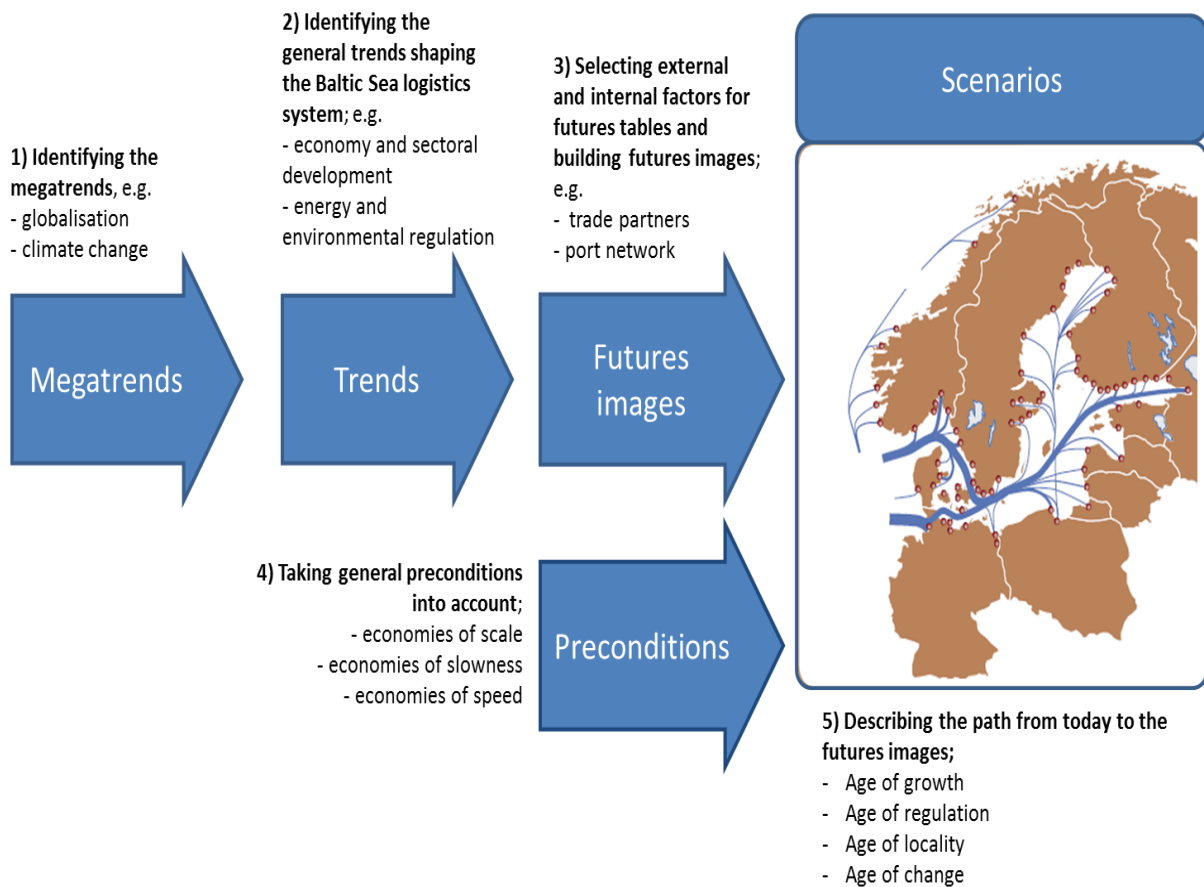 1) Identifying the
megatrends, e.g.
- globalisation
- climate change
Megatrends
2) Identifying the
general trends shaping
the Baltic Sea logistics
system; e.g.
- economy and sectoral
development
- energy and
environmental regulation
Trends
3) Selecting external
and internal factors for
futures tables and
building futures images;
e.g.
- trade partners
- port network
Futures
images
4) Taking general preconditions
into account;
- economies of scale
- economies of slowness
- economies of speed
Preconditions
Scenarios
5) Describing the path from today to the
futures images;
- Age of growth
- Age of regulation
- Age of locality
- Age of change